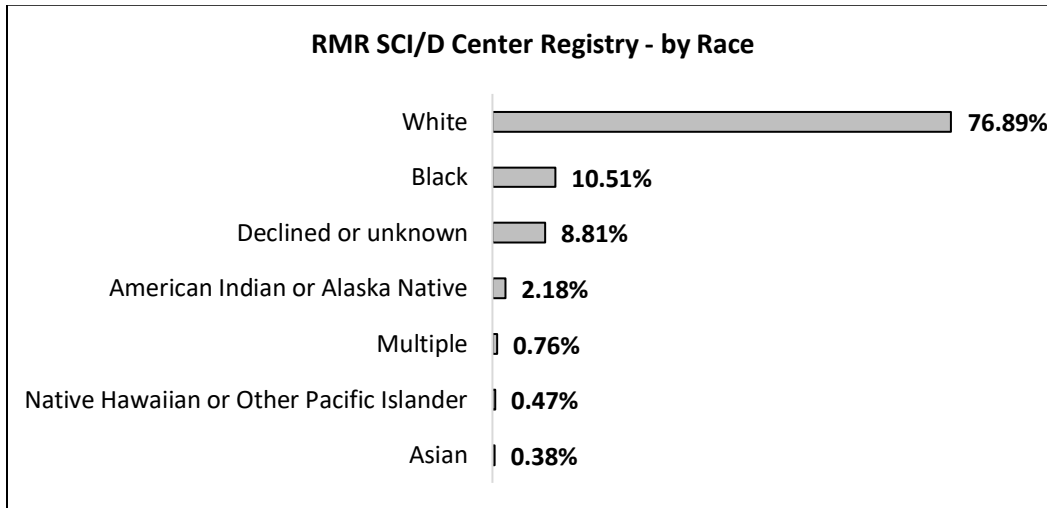 RMR SCI/D Center Registry - by Race
White 76.89%
Black 10.51%
Declined or unknown 8.81%
American Indian or Alaska Native 2.18%
Multiple 0.76%
Native Hawaiian or Other Pacific Islander 0.47%
Asian 0.38%